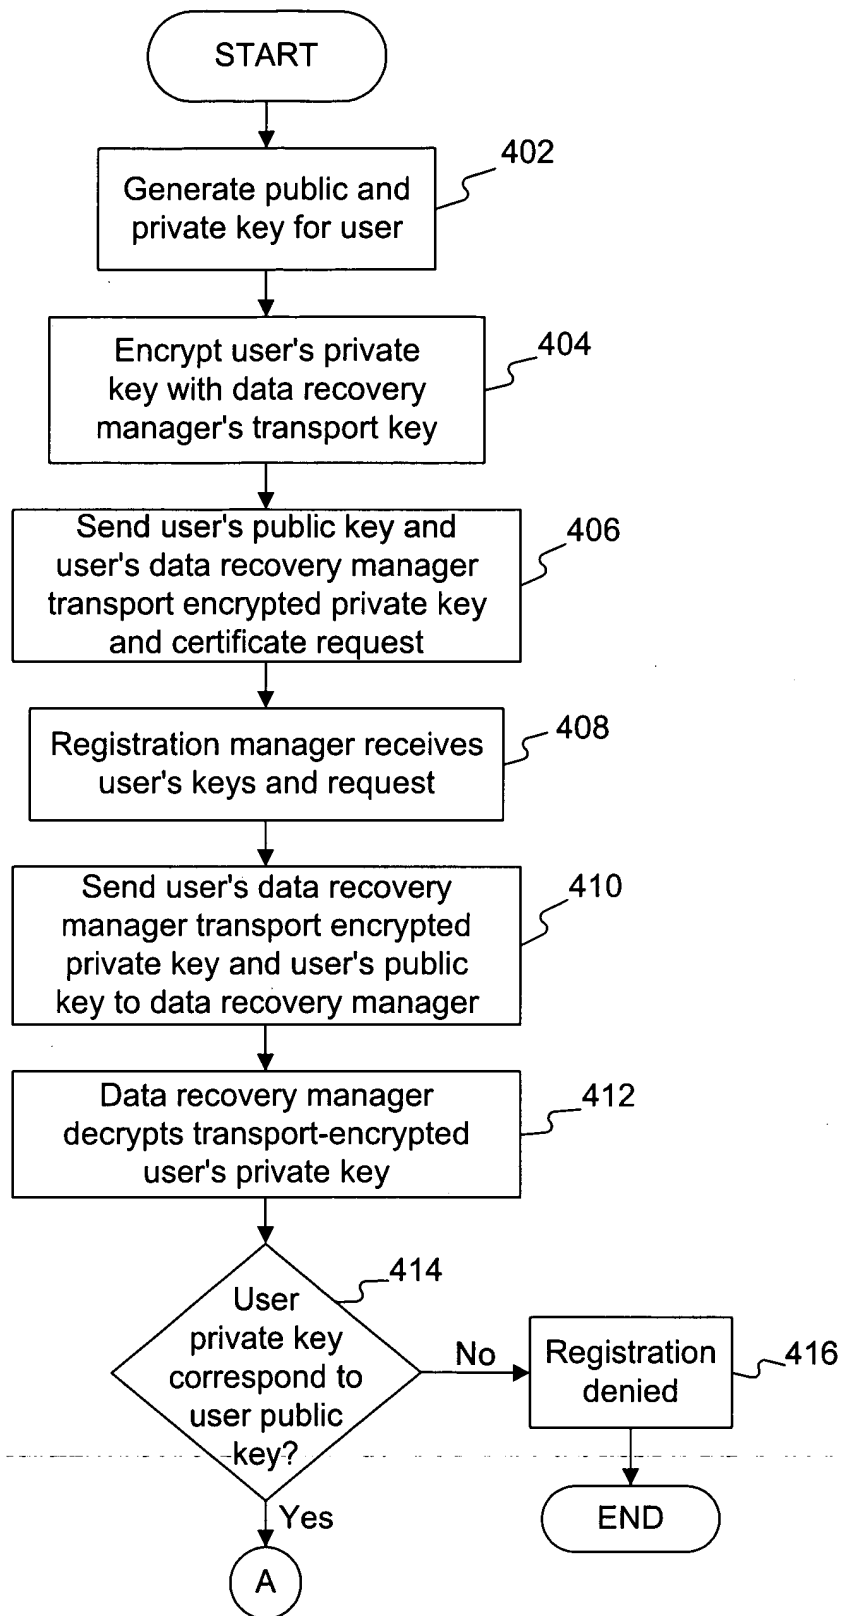 START
402
Generate public and
private key for user
404
Encrypt user's private
key with data recovery
manager's transport key
406
Send user's public key and
user's data recovery manager
transport encrypted private key
and certificate request
408
Registration manager receives
user's keys and request
410
Send user's data recovery
manager transport encrypted
private key and user's public
key to data recovery manager
412
Data recovery manager
decrypts transport-encrypted
user's private key
414
User
private key
correspond to
user public
key?
No
Registration
denied
416
END
Yes
A